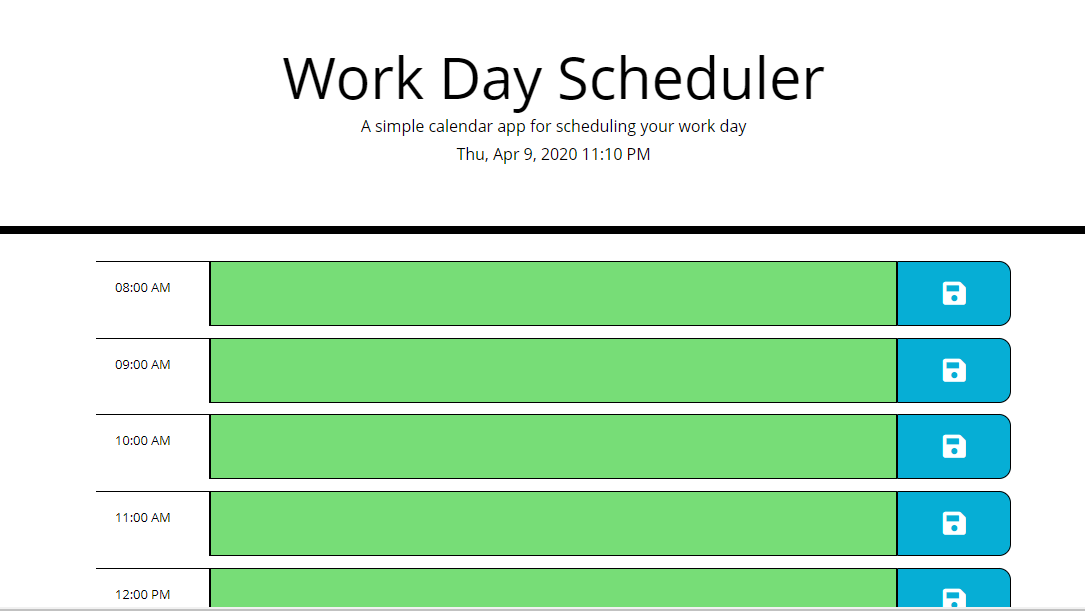 Work Day Scheduler
A simple calendar app for scheduling your work day
Thu, Apr 9, 2020 11:10 PM
08:00 AM
09:00 AM
10:00 AM
11:00 AM
12:00 PM